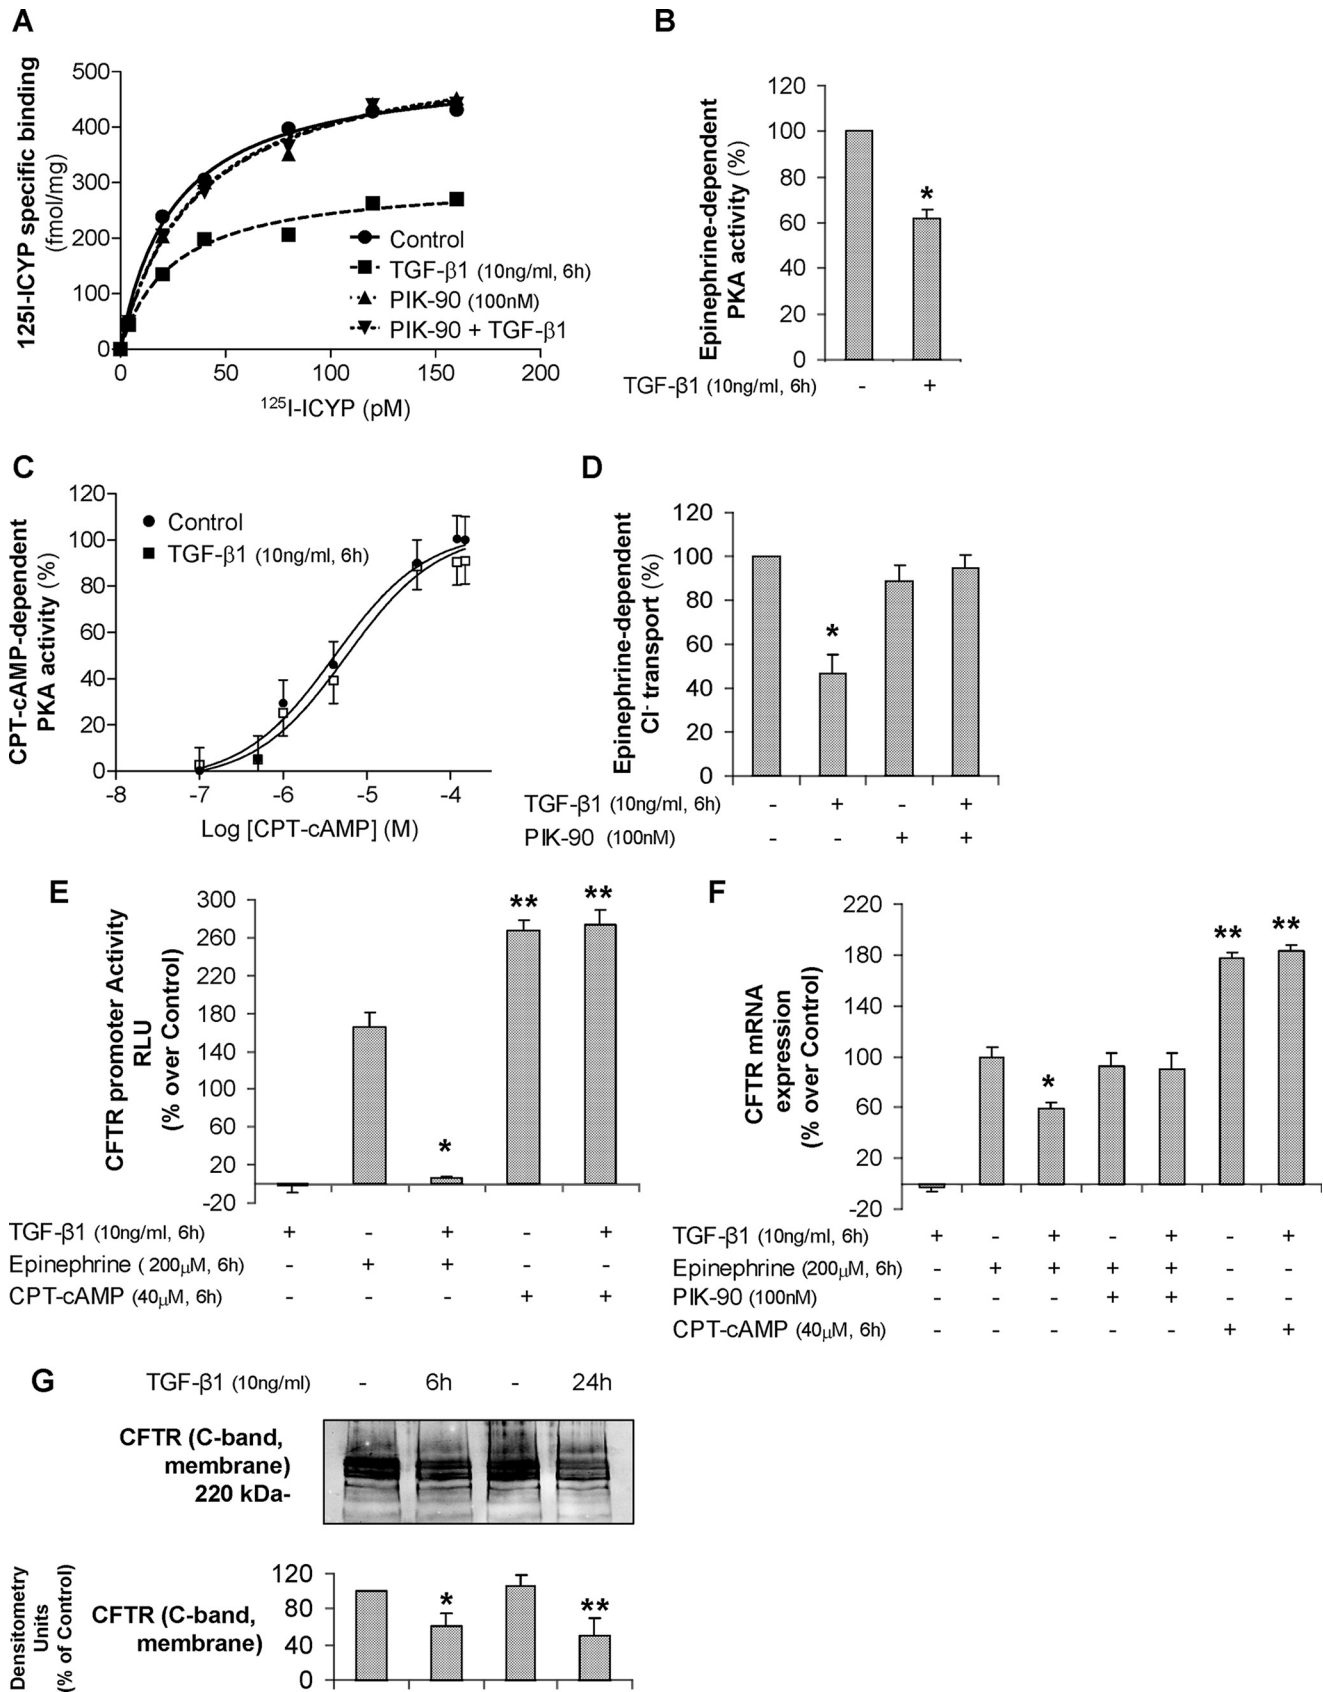 A
125I-ICYP specific binding
(fmol/mg)
500
400
300
200
100
0
0 50 100 150 200
125I-ICYP (pM)
Control
TGF-β1 (10ng/ml, 6h)
PIK-90 (100nM)
PIK-90 + TGF-β1
B
Epinephrine-dependent
PKA activity (%)
120
100
80
60
40
20
0
*
TGF-β1 (10ng/ml, 6h) - +
C
CPT-cAMP-dependent
PKA activity (%)
120
100
80
60
40
20
0
-8 -7 -6 -5 -4
Log [CPT-cAMP] (M)
Control
TGF-β1 (10ng/ml, 6h)
D
Epinephrine-dependent
Cl- transport (%)
120
100
80
60
40
20
0
*
TGF-β1 (10ng/ml, 6h) - + - +
PIK-90 (100nM) - - + +
E
CFTR promoter Activity
RLU
(% over Control)
300
260
220
180
140
100
60
20
-20
* ** **
TGF-β1 (10ng/ml, 6h) + - + - +
Epinephrine ( 200μM, 6h) - + + - -
CPT-cAMP (40μM, 6h) - - - + +
F
CFTR mRNA
expression
(% over Control)
220
180
140
100
60
20
-20
* ** **
TGF-β1 (10ng/ml, 6h) + - + - + - +
Epinephrine (200μM, 6h) - + + + + - -
PIK-90 (100nM) - - - + + - -
CPT-cAMP (40μM, 6h) - - - - - + +
G
TGF-β1 (10ng/ml) - 6h - 24h
CFTR (C-band,
membrane)
220 kDa-
Densitometry
Units
(% of Control)
CFTR (C-band,
membrane)
120
80
40
0
* **